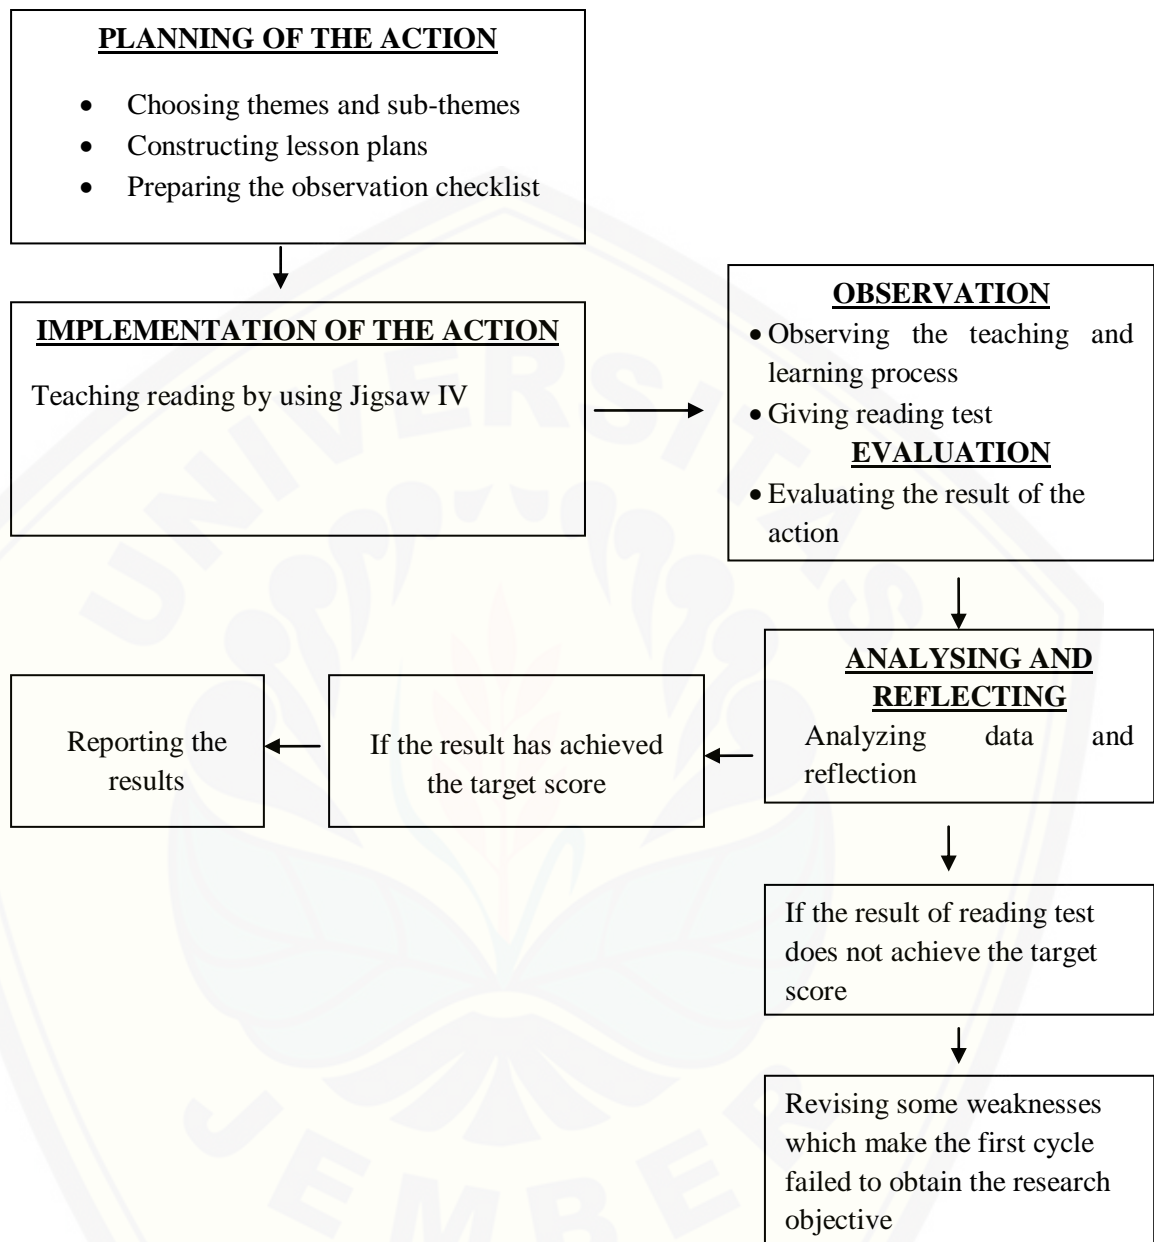 PLANNING OF THE ACTION
• Choosing themes and sub-themes
• Constructing lesson plans
• Preparing the observation checklist
IMPLEMENTATION OF THE ACTION
Teaching reading by using Jigsaw IV
OBSERVATION
• Observing the teaching and
learning process
• Giving reading test
EVALUATION
• Evaluating the result of the
action
ANALYSING AND
REFLECTING
Analyzing data and
reflection
If the result has achieved
the target score
Reporting the
results
If the result of reading test
does not achieve the target
score
Revising some weaknesses
which make the first cycle
failed to obtain the research
objective
UNIVERSITAS
JEMBER